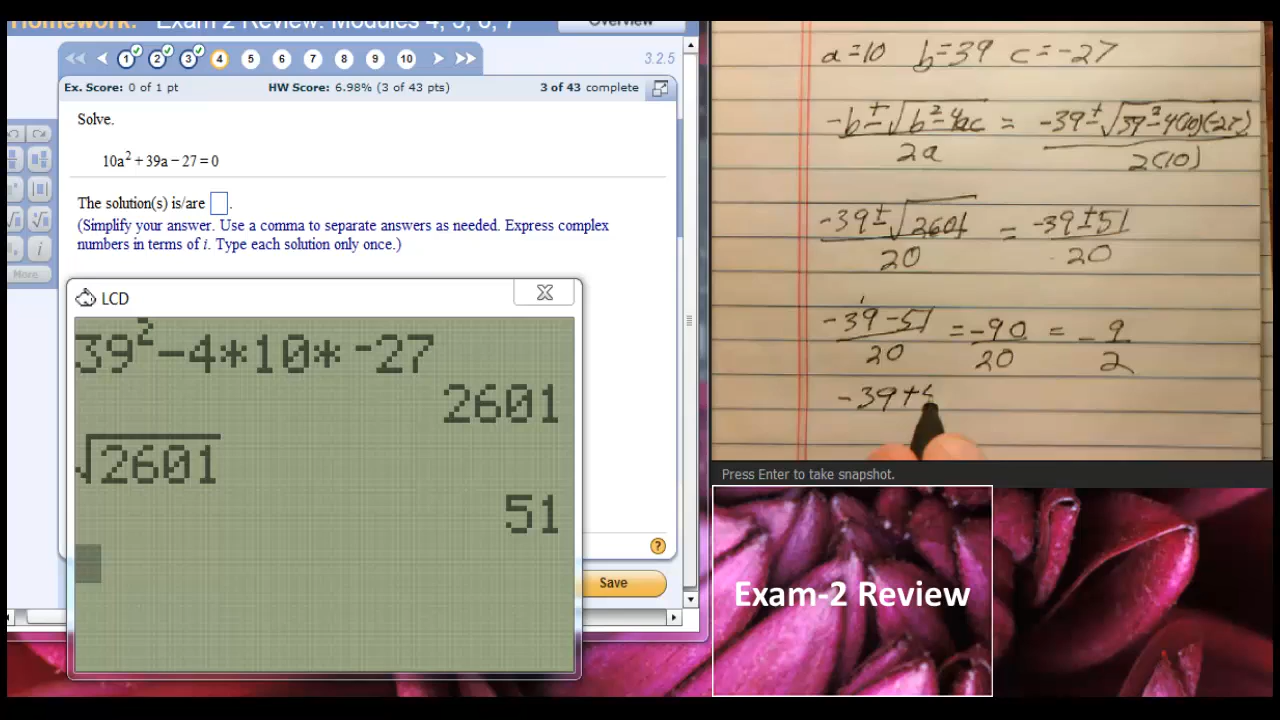 Homework: Exam 2 Review: Modules 4, 5, 6, 7
Overview
1 2 3 4 5 6 7 8 9 10
3.2.5
Ex. Score: 0 of 1 pt HW Score: 6.98% (3 of 43 pts) 3 of 43 complete
Solve.
10a² + 39a − 27 = 0
The solution(s) is/are .
(Simplify your answer. Use a comma to separate answers as needed. Express complex
numbers in terms of i. Type each solution only once.)
More
LCD
39²−4*10*-27
2601
√2601
51
?
Save
a=10 b=39 c=-27
(-b±√(b²-4ac))/2a = (-39±√(39²-4(10)(-27)))/2(10)
(-39±√2601)/20 = (-39±51)/20
(-39-51)/20 = -90/20 = -9/2
-39+5
Press Enter to take snapshot.
Exam-2 Review